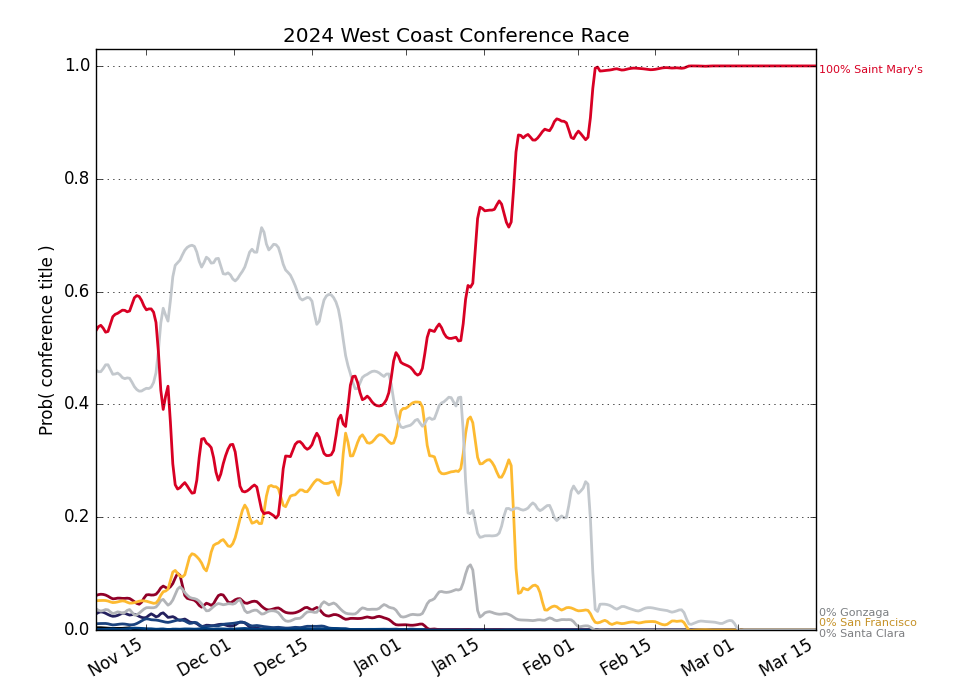 2024 West Coast Conference Race
Prob( conference title )
1.0
0.8
0.6
0.4
0.2
0.0
Nov 15
Dec 01
Dec 15
Jan 01
Jan 15
Feb 01
Feb 15
Mar 01
Mar 15
100% Saint Mary's
0% Gonzaga
0% San Francisco
0% Santa Clara